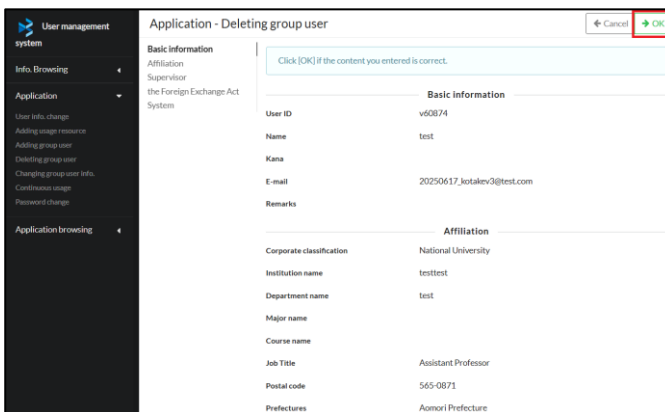 User management
system
Info. Browsing
Application
User info. change
Adding usage resource
Adding group user
Deleting group user
Changing group user info.
Continuous usage
Password change
Application browsing
Application - Deleting group user
Cancel
OK
Basic information
Affiliation
Supervisor
the Foreign Exchange Act
System
Click [OK] if the content you entered is correct.
Basic information
User ID v60874
Name test
Kana
E-mail 20250617_kotakev3@test.com
Remarks
Affiliation
Corporate classification National University
Institution name testtest
Department name test
Major name
Course name
Job Title Assistant Professor
Postal code 565-0871
Prefectures Aomori Prefecture